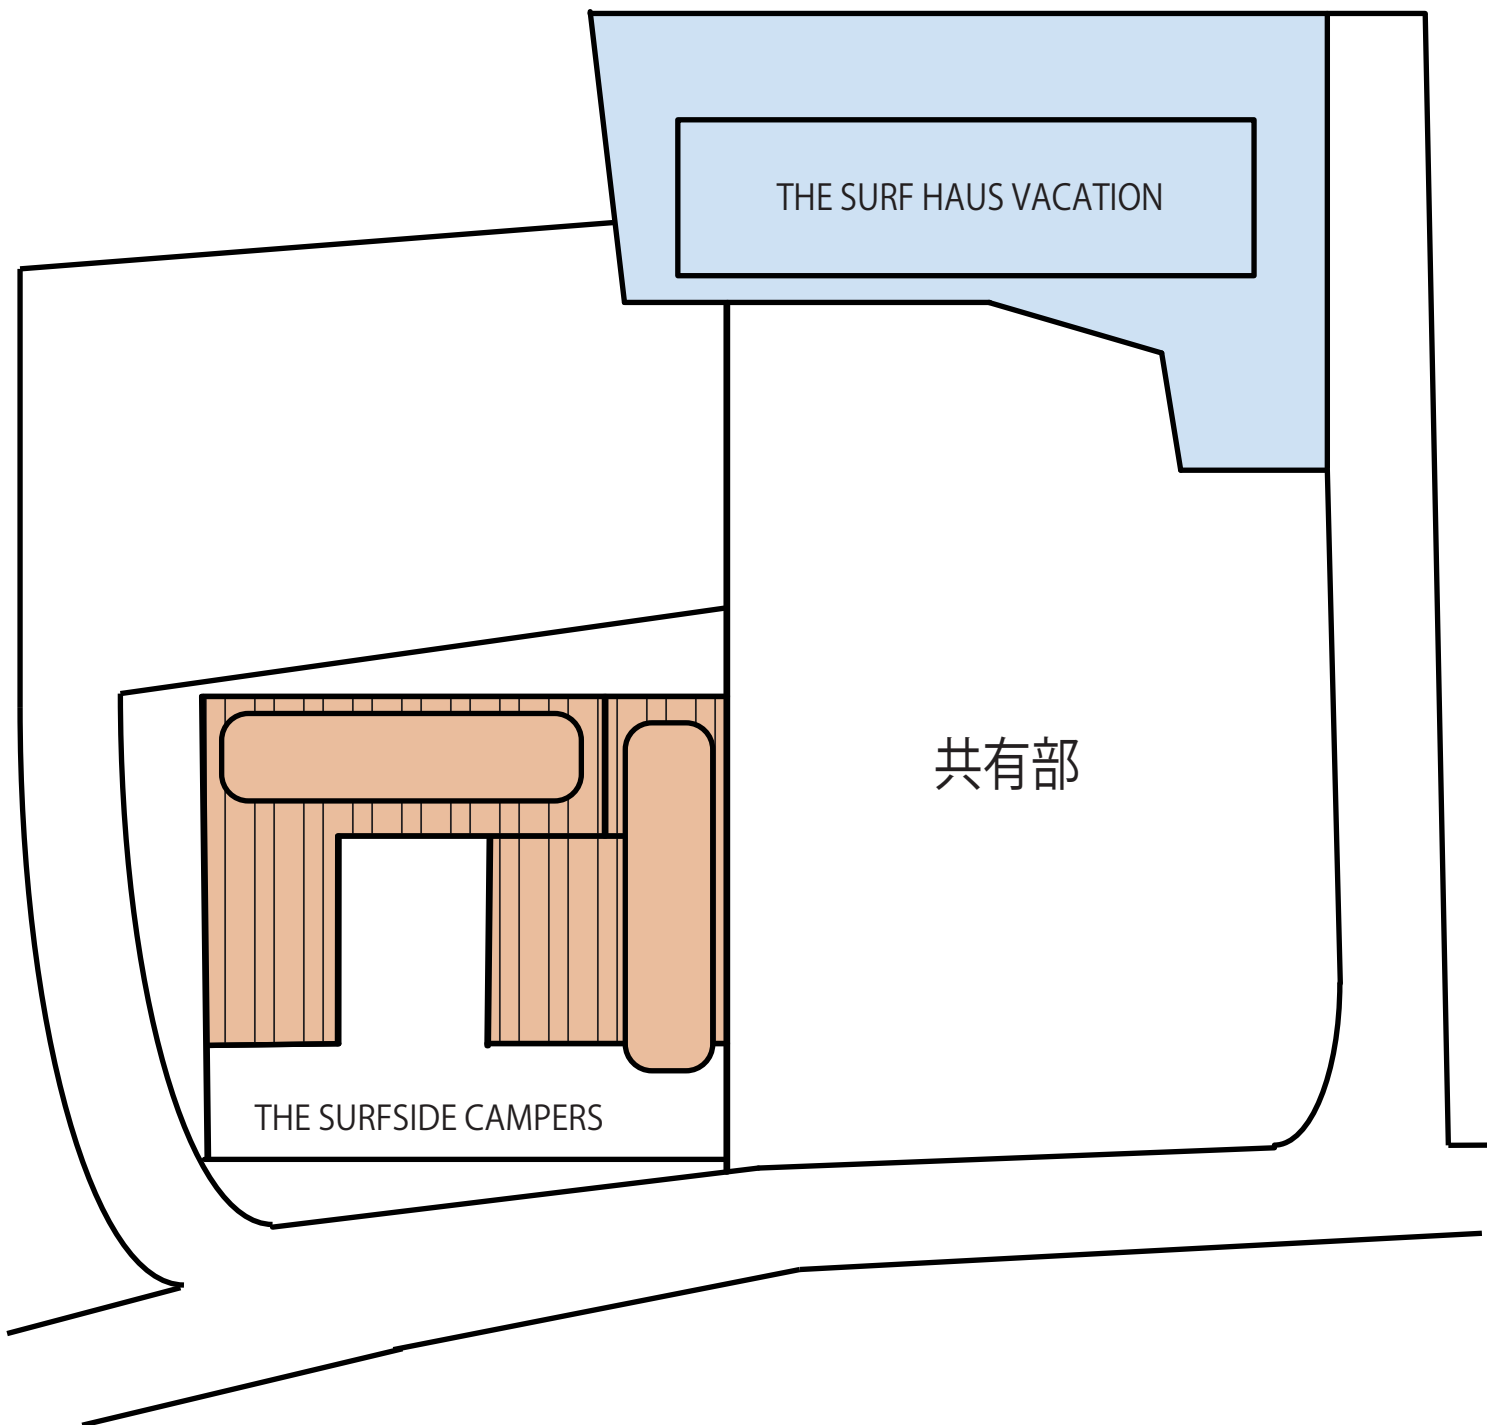 THE SURF HAUS VACATION
共有部
THE SURFSIDE CAMPERS